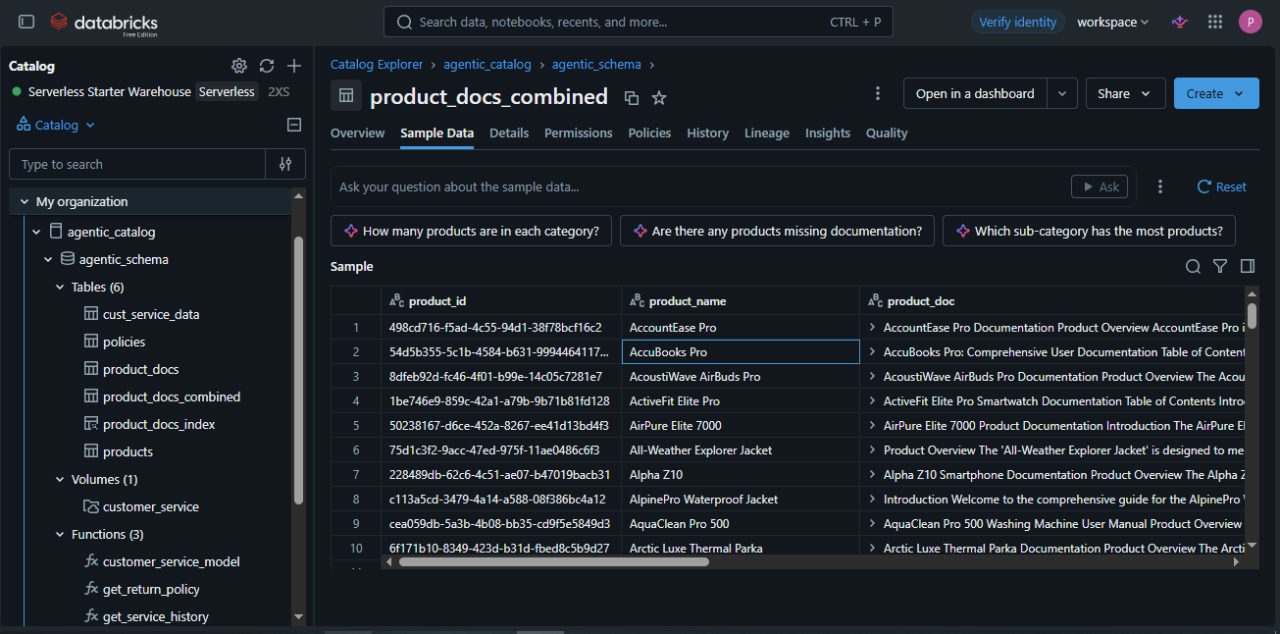 databricks
Free Edition
Search data, notebooks, recents, and more... CTRL + P
Verify identity
workspace
P
Catalog
Serverless Starter Warehouse Serverless 2XS
Catalog
Type to search
My organization
agentic_catalog
agentic_schema
Tables (6)
cust_service_data
policies
product_docs
product_docs_combined
product_docs_index
products
Volumes (1)
customer_service
Functions (3)
customer_service_model
get_return_policy
get_service_history
Catalog Explorer › agentic_catalog › agentic_schema ›
product_docs_combined
Open in a dashboard
Share
Create
Overview Sample Data Details Permissions Policies History Lineage Insights Quality
Ask your question about the sample data...
Ask
Reset
How many products are in each category?
Are there any products missing documentation?
Which sub-category has the most products?
Sample
product_id product_name product_doc
1 498cd716-f5ad-4c55-94d1-38f78bcf16c2 AccountEase Pro AccountEase Pro Documentation Product Overview AccountEase Pro i
2 54d5b355-5c1b-4584-b631-9994464117... AccuBooks Pro AccuBooks Pro: Comprehensive User Documentation Table of Content
3 8dfeb92d-fc46-4f01-b99e-14c05c7281e7 AcoustiWave AirBuds Pro AcoustiWave AirBuds Pro Documentation Product Overview The Acou
4 1be746e9-859c-42a1-a79b-9b71b81fd128 ActiveFit Elite Pro ActiveFit Elite Pro Smartwatch Documentation Table of Contents Intro
5 50238167-d6ce-452a-8267-ee41d13bd4f3 AirPure Elite 7000 AirPure Elite 7000 Product Documentation Introduction The AirPure El
6 75d1c3f2-9acc-47ed-975f-11ae0486c6f3 All-Weather Explorer Jacket Product Overview The 'All-Weather Explorer Jacket' is designed to me
7 228489db-62c6-4c51-ae07-b47019bacb31 Alpha Z10 Alpha Z10 Smartphone Documentation Product Overview The Alpha Z
8 c113a5cd-3479-4a14-a588-08f386bc4a12 AlpinePro Waterproof Jacket Introduction Welcome to the comprehensive guide for the AlpinePro
9 cea059db-5a3b-4b08-bb35-cd9f5e5849d3 AquaClean Pro 500 AquaClean Pro 500 Washing Machine User Manual Product Overview
10 6f171b10-8349-423d-b31d-fbed8c5b9d27 Arctic Luxe Thermal Parka Arctic Luxe Thermal Parka Documentation Product Overview The Arcti